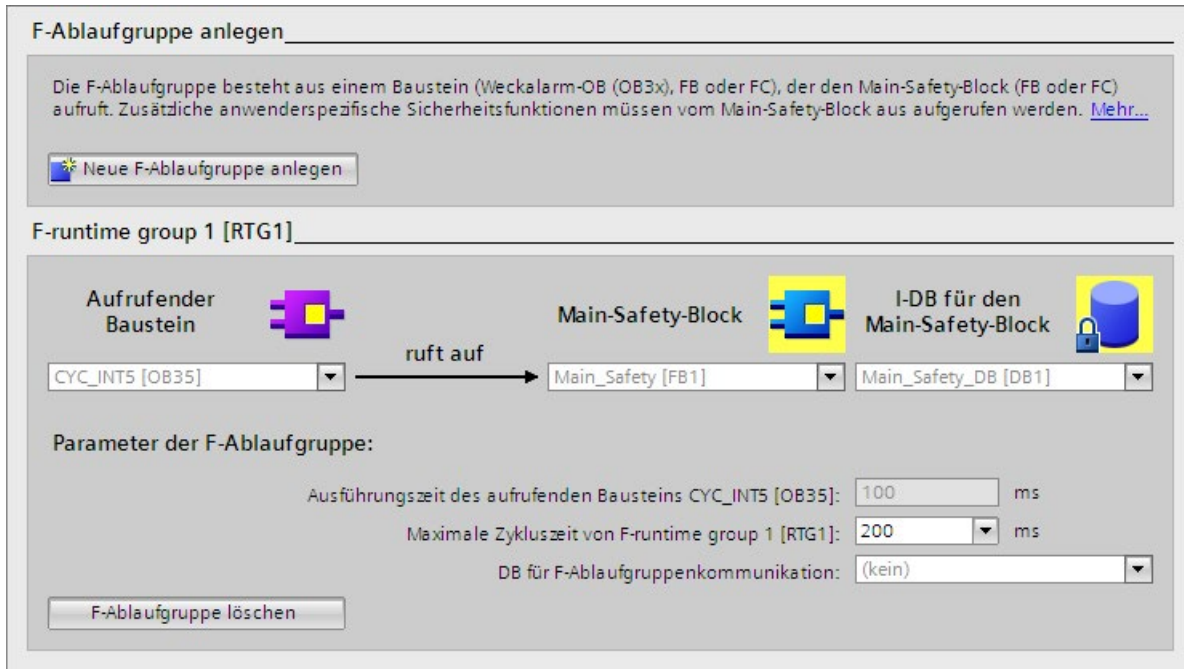 F-Ablaufgruppe anlegen
Die F-Ablaufgruppe besteht aus einem Baustein (Weckalarm-OB (OB3x), FB oder FC), der den Main-Safety-Block (FB oder FC)
aufruft. Zusätzliche anwenderspezifische Sicherheitsfunktionen müssen vom Main-Safety-Block aus aufgerufen werden. Mehr...
Neue F-Ablaufgruppe anlegen
F-runtime group 1 [RTG1]
Aufrufender
Baustein
ruft auf
Main-Safety-Block
I-DB für den
Main-Safety-Block
CYC_INT5 [OB35]
Main_Safety [FB1]
Main_Safety_DB [DB1]
Parameter der F-Ablaufgruppe:
Ausführungszeit des aufrufenden Bausteins CYC_INT5 [OB35]: 100 ms
Maximale Zykluszeit von F-runtime group 1 [RTG1]: 200 ms
DB für F-Ablaufgruppenkommunikation: (kein)
F-Ablaufgruppe löschen